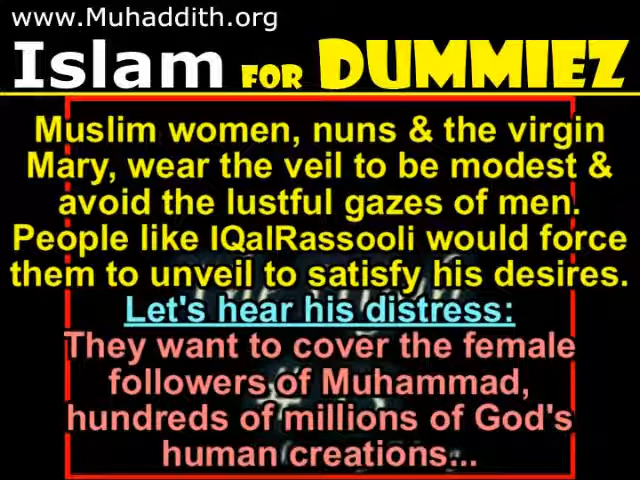 www.Muhaddith.org
Islam FOR DUMMIEZ
Muslim women, nuns & the virgin
Mary, wear the veil to be modest &
avoid the lustful gazes of men.
People like IQalRassooli would force
them to unveil to satisfy his desires.
Let's hear his distress:
They want to cover the female
followers of Muhammad,
hundreds of millions of God's
human creations...